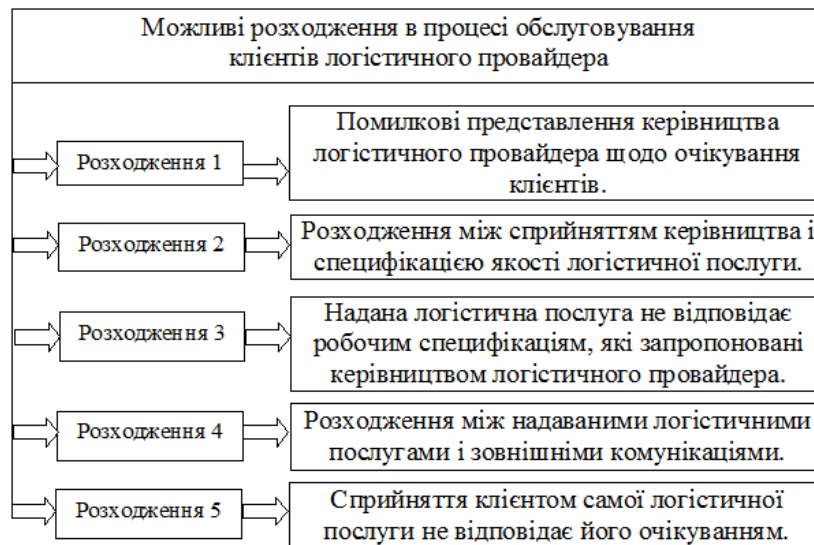 Можливі розходження в процесі обслуговування
клієнтів логістичного провайдера
Розходження 1
Помилкові представлення керівництва
логістичного провайдера щодо очікування
клієнтів.
Розходження 2
Розходження між сприйняттям керівництва і
специфікацією якості логістичної послуги.
Розходження 3
Надана логістична послуга не відповідає
робочим специфікаціям, які запропоновані
керівництвом логістичного провайдера.
Розходження 4
Розходження між надаваними логістичними
послугами і зовнішніми комунікаціями.
Розходження 5
Сприйняття клієнтом самої логістичної
послуги не відповідає його очікуванням.